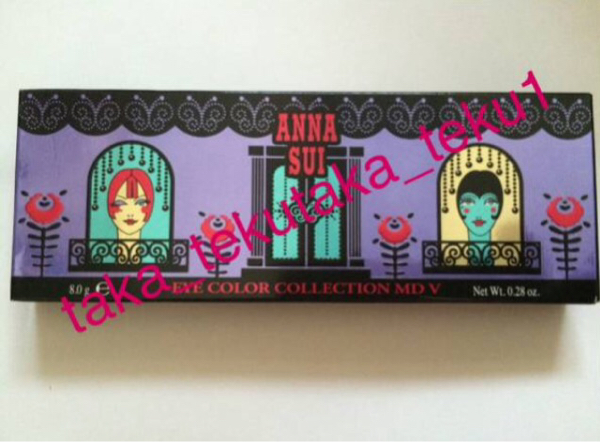 ANNA
SUI
taka_tekutaka_teku1
8.0 g ℮
EYE COLOR COLLECTION MD V
Net Wt. 0.28 oz.